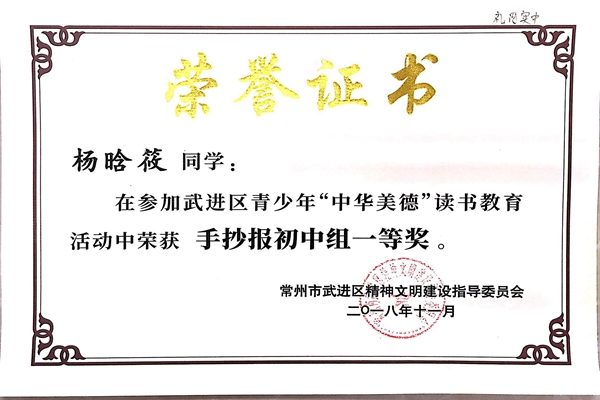 荣誉证书
杨晗筱 同学:
在参加武进区青少年“中华美德”读书教育
活动中荣获 手抄报初中组一等奖。
常州市武进区精神文明建设指导委员会
二〇一八年十一月